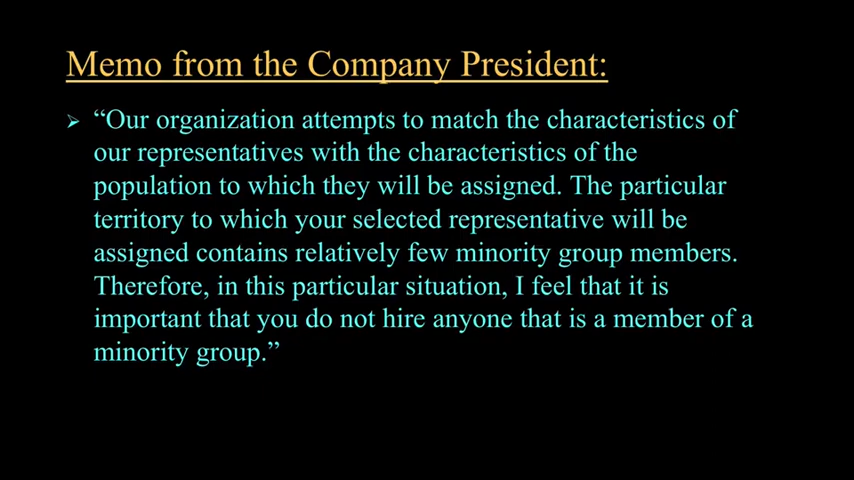 Memo from the Company President:
“Our organization attempts to match the characteristics of
our representatives with the characteristics of the
population to which they will be assigned. The particular
territory to which your selected representative will be
assigned contains relatively few minority group members.
Therefore, in this particular situation, I feel that it is
important that you do not hire anyone that is a member of a
minority group.”